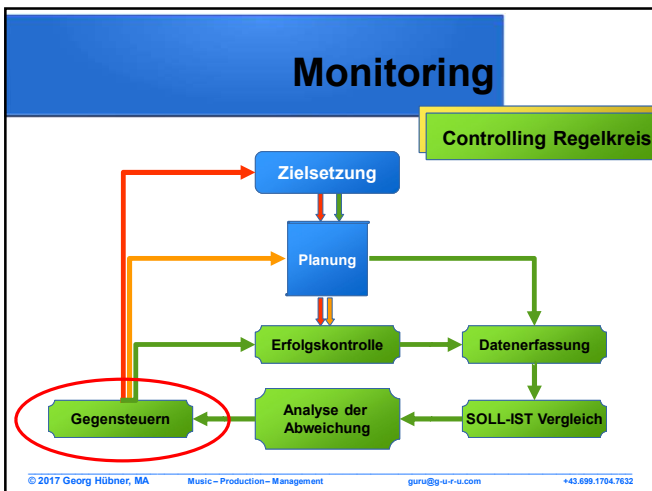 Monitoring
Controlling Regelkreis
Zielsetzung
Planung
Erfolgskontrolle
Datenerfassung
Gegensteuern
Analyse der
Abweichung
SOLL-IST Vergleich
© 2017 Georg Hübner, MA Music – Production – Management guru@g-u-r-u.com +43.699.1704.7632